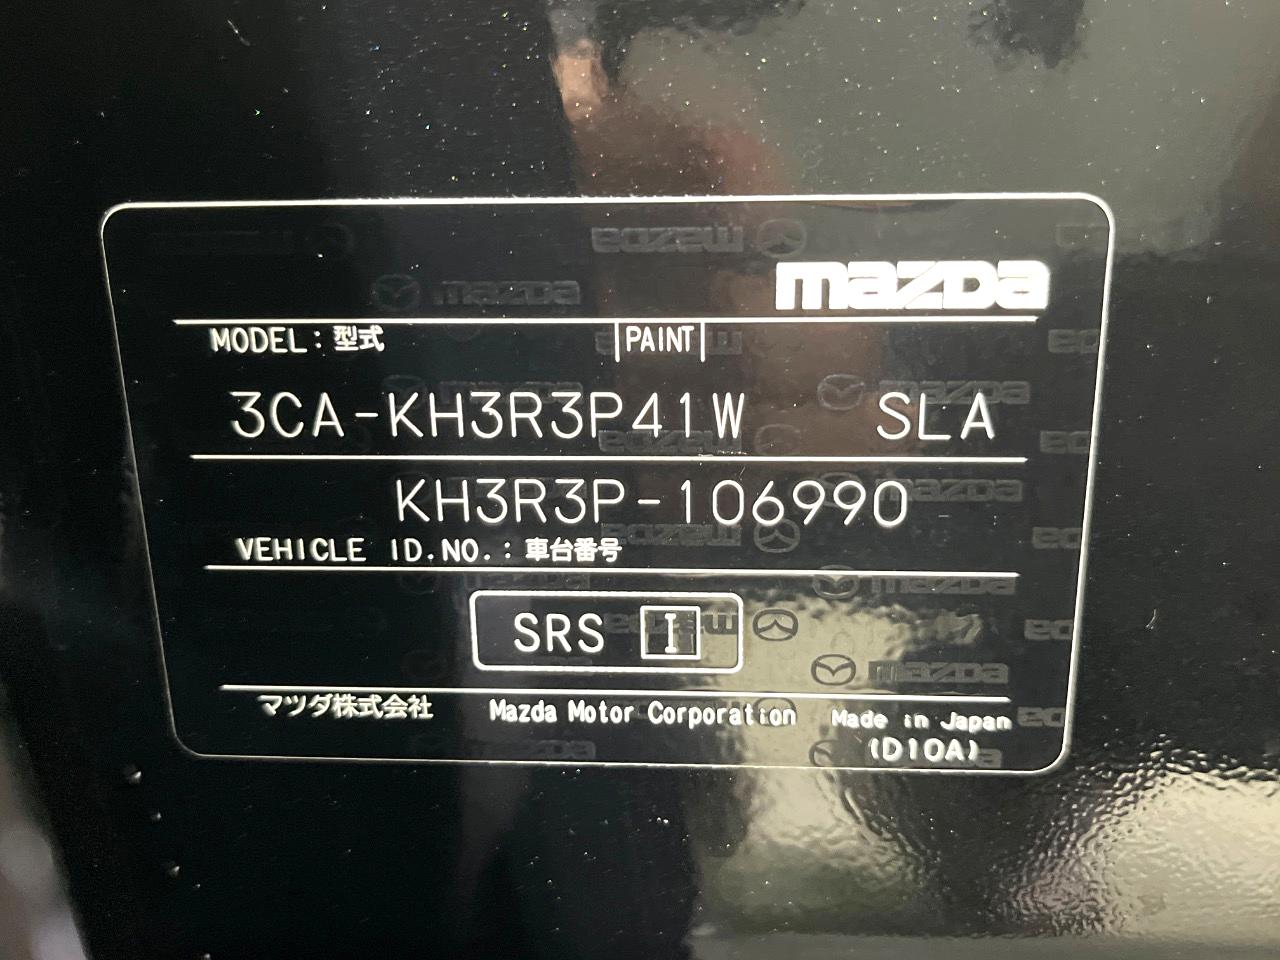 mazda
MODEL：型式 PAINT
3CA-KH3R3P41W SLA
KH3R3P-106990
VEHICLE ID.NO.：車台番号
SRS I
マツダ株式会社 Mazda Motor Corporation Made in Japan
(D10A)